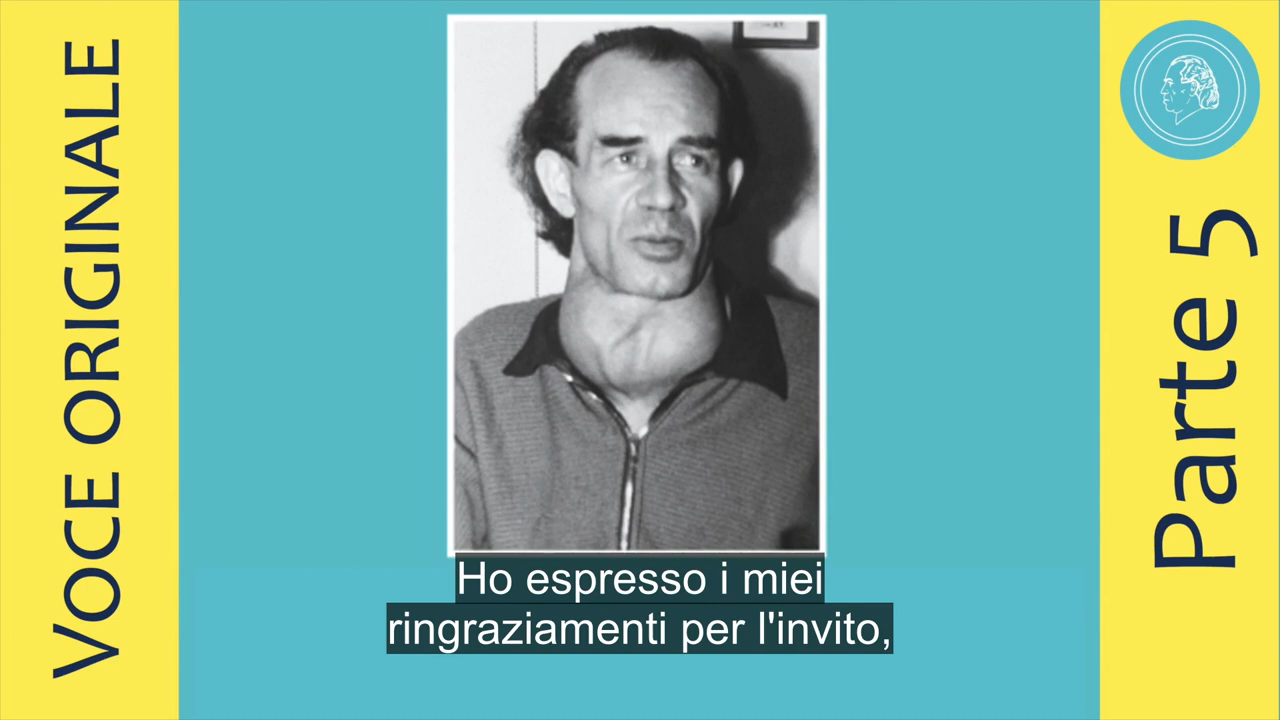 VOCE ORIGINALE
Parte 5
Ho espresso i miei
ringraziamenti per l'invito,